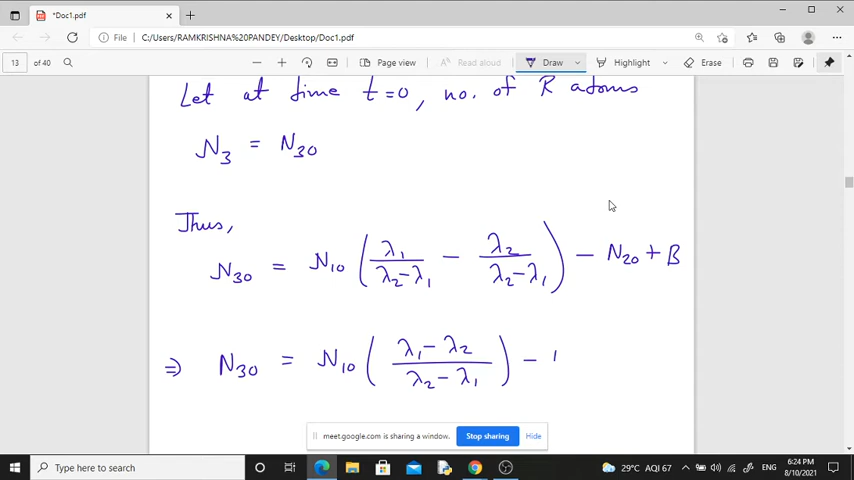 *Doc1.pdf
File | C:/Users/RAMKRISHNA%20PANDEY/Desktop/Doc1.pdf
13 of 40 Page view Read aloud Draw Highlight Erase
Let at time t=0, no. of R atoms
N₃ = N₃₀
Thus,
N₃₀ = N₁₀ (λ₁/(λ₂-λ₁) - λ₂/(λ₂-λ₁)) - N₂₀ + B
⇒ N₃₀ = N₁₀ ((λ₁-λ₂)/(λ₂-λ₁)) -
meet.google.com is sharing a window. Stop sharing Hide
Type here to search 29°C AQI 67 ENG 6:24 PM
8/10/2021